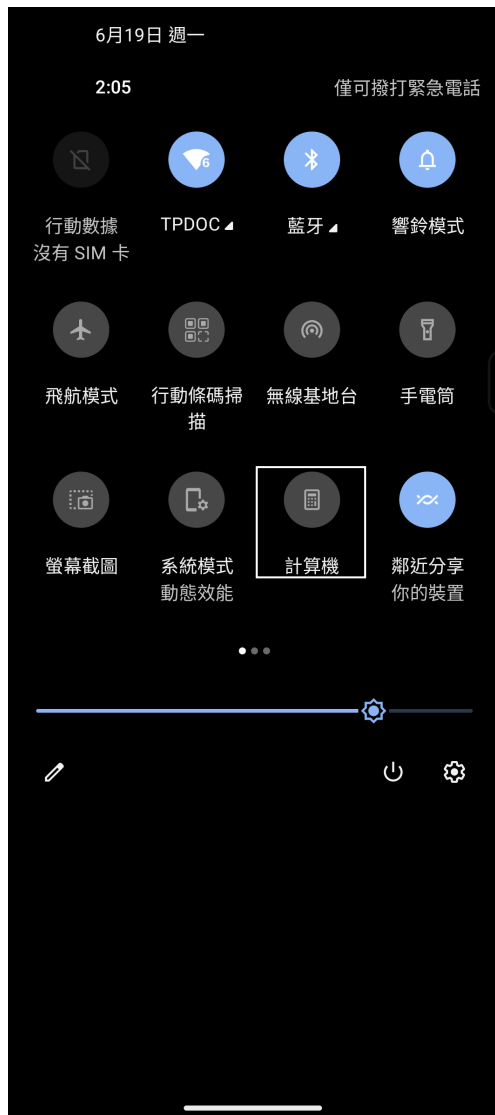 6月19日 週一
2:05
僅可撥打緊急電話
6
行動數據
沒有 SIM 卡
TPDOC
藍牙
響鈴模式
飛航模式
行動條碼掃
描
無線基地台
手電筒
螢幕截圖
系統模式
動態效能
計算機
鄰近分享
你的裝置